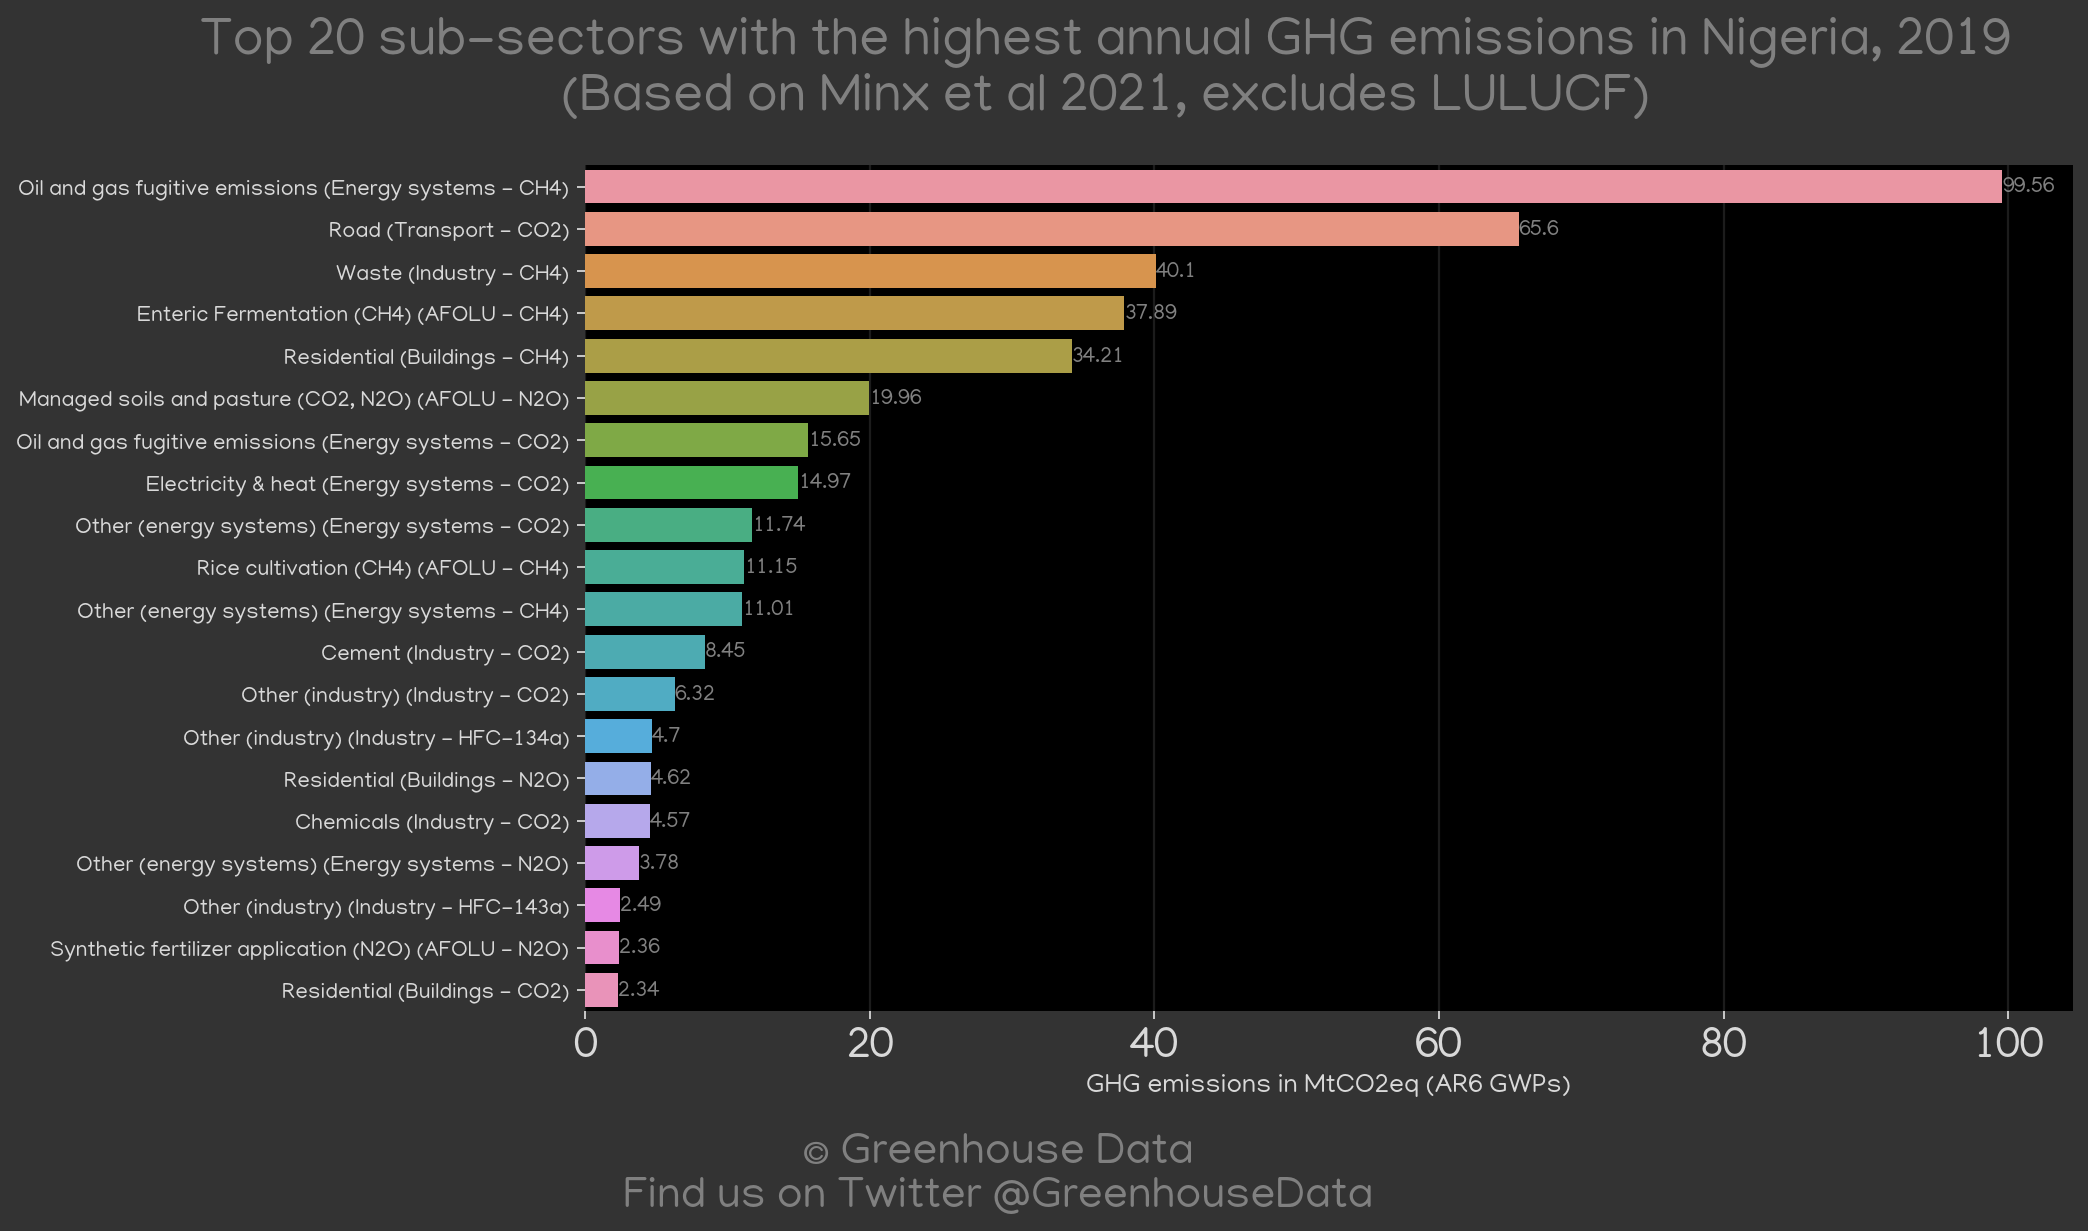 Top 20 sub-sectors with the highest annual GHG emissions in Nigeria, 2019
(Based on Minx et al 2021, excludes LULUCF)
Oil and gas fugitive emissions (Energy systems - CH4) 99.56
Road (Transport - CO2) 65.6
Waste (Industry - CH4) 40.1
Enteric Fermentation (CH4) (AFOLU - CH4) 37.89
Residential (Buildings - CH4) 34.21
Managed soils and pasture (CO2, N2O) (AFOLU - N2O) 19.96
Oil and gas fugitive emissions (Energy systems - CO2) 15.65
Electricity & heat (Energy systems - CO2) 14.97
Other (energy systems) (Energy systems - CO2) 11.74
Rice cultivation (CH4) (AFOLU - CH4) 11.15
Other (energy systems) (Energy systems - CH4) 11.01
Cement (Industry - CO2) 8.45
Other (industry) (Industry - CO2) 6.32
Other (industry) (Industry - HFC-134a) 4.7
Residential (Buildings - N2O) 4.62
Chemicals (Industry - CO2) 4.57
Other (energy systems) (Energy systems - N2O) 3.78
Other (industry) (Industry - HFC-143a) 2.49
Synthetic fertilizer application (N2O) (AFOLU - N2O) 2.36
Residential (Buildings - CO2) 2.34
0 20 40 60 80 100
GHG emissions in MtCO2eq (AR6 GWPs)
© Greenhouse Data
Find us on Twitter @GreenhouseData